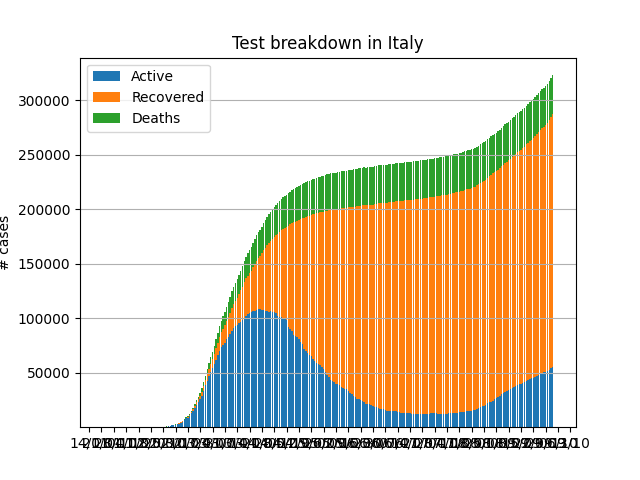 Test breakdown in Italy
Active
Recovered
Deaths
300000
250000
200000
150000
100000
50000
# cases